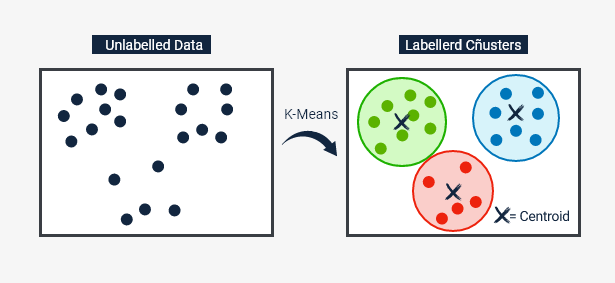 Unlabelled Data
Labellerd Cñusters
K-Means
= Centroid